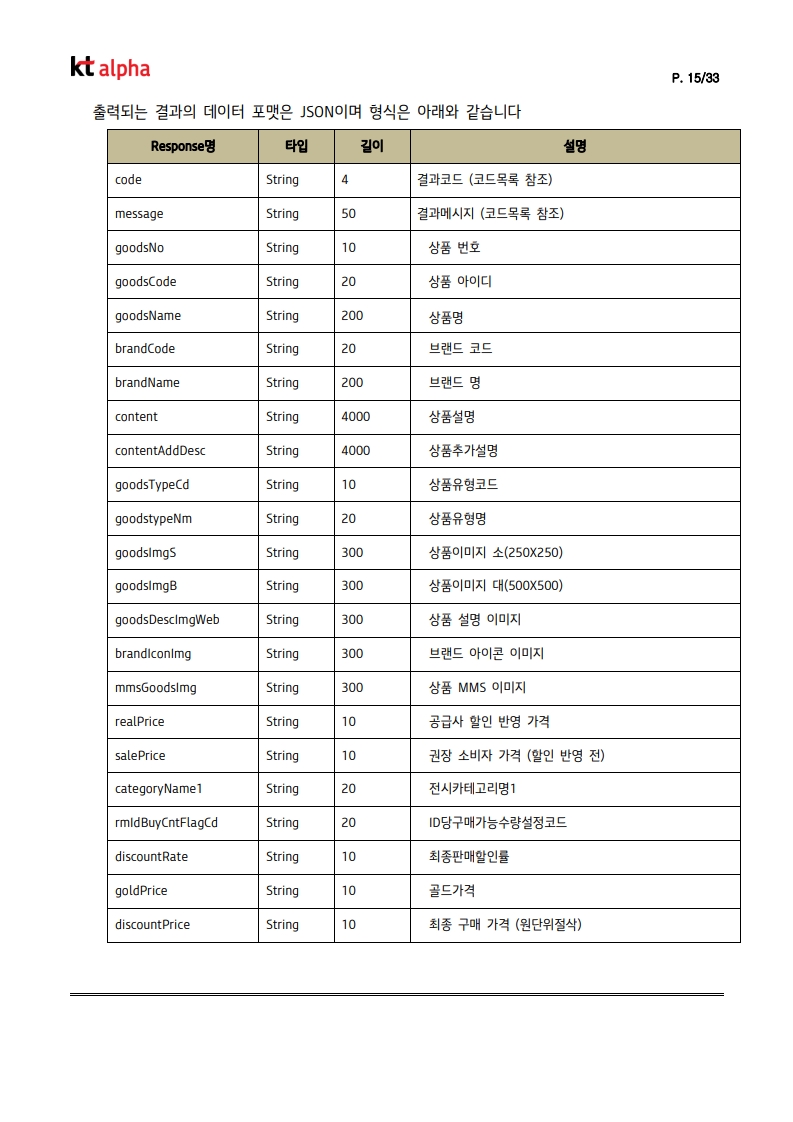 kt alpha
P. 15/33
출력되는 결과의 데이터 포맷은 JSON이며 형식은 아래와 같습니다
Response명 타입 길이 설명
code String 4 결과코드 (코드목록 참조)
message String 50 결과메시지 (코드목록 참조)
goodsNo String 10 상품 번호
goodsCode String 20 상품 아이디
goodsName String 200 상품명
brandCode String 20 브랜드 코드
brandName String 200 브랜드 명
content String 4000 상품설명
contentAddDesc String 4000 상품추가설명
goodsTypeCd String 10 상품유형코드
goodstypeNm String 20 상품유형명
goodsImgS String 300 상품이미지 소(250X250)
goodsImgB String 300 상품이미지 대(500X500)
goodsDescImgWeb String 300 상품 설명 이미지
brandIconImg String 300 브랜드 아이콘 이미지
mmsGoodsImg String 300 상품 MMS 이미지
realPrice String 10 공급사 할인 반영 가격
salePrice String 10 권장 소비자 가격 (할인 반영 전)
categoryName1 String 20 전시카테고리명1
rmIdBuyCntFlagCd String 20 ID당구매가능수량설정코드
discountRate String 10 최종판매할인률
goldPrice String 10 골드가격
discountPrice String 10 최종 구매 가격 (원단위절삭)